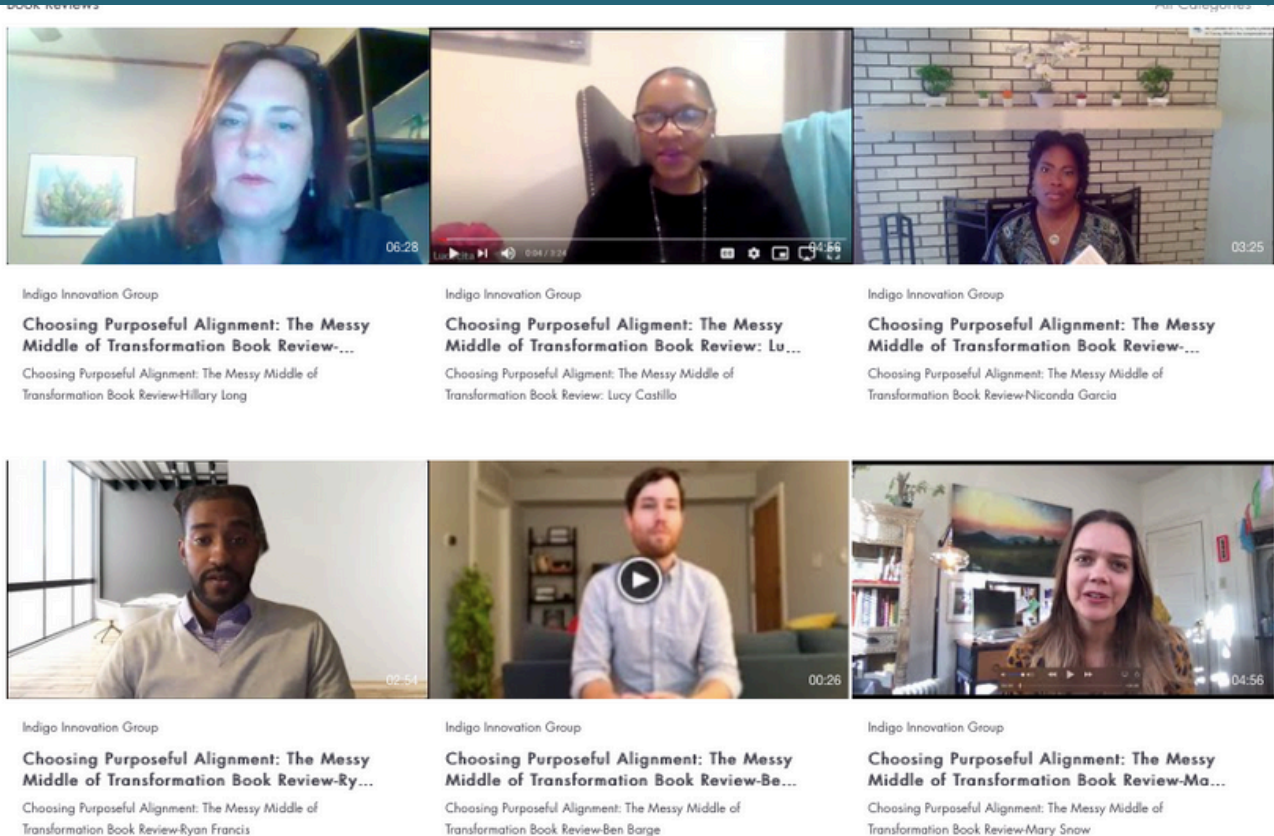 Book Reviews
All Categories
06:28
Lucy
0:04 / 3:24
04:56
03:25
Indigo Innovation Group
Choosing Purposeful Alignment: The Messy
Middle of Transformation Book Review-...
Choosing Purposeful Alignment: The Messy Middle of
Transformation Book Review-Hillary Long
Indigo Innovation Group
Choosing Purposeful Aligment: The Messy
Middle of Transformation Book Review: Lu...
Choosing Purposeful Aligment: The Messy Middle of
Transformation Book Review: Lucy Castillo
Indigo Innovation Group
Choosing Purposeful Alignment: The Messy
Middle of Transformation Book Review-...
Choosing Purposeful Alignment: The Messy Middle of
Transformation Book Review-Niconda Garcia
02:54
00:26
04:56
Indigo Innovation Group
Choosing Purposeful Alignment: The Messy
Middle of Transformation Book Review-Ry...
Choosing Purposeful Alignment: The Messy Middle of
Transformation Book Review-Ryan Francis
Indigo Innovation Group
Choosing Purposeful Alignment: The Messy
Middle of Transformation Book Review-Be...
Choosing Purposeful Alignment: The Messy Middle of
Transformation Book Review-Ben Barge
Indigo Innovation Group
Choosing Purposeful Alignment: The Messy
Middle of Transformation Book Review-Ma...
Choosing Purposeful Alignment: The Messy Middle of
Transformation Book Review-Mary Snow